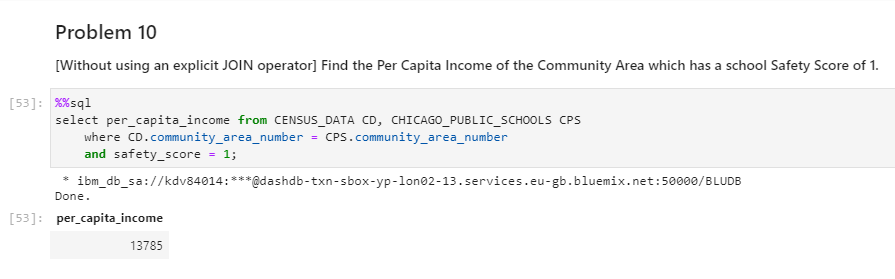 Problem 10
[Without using an explicit JOIN operator] Find the Per Capita Income of the Community Area which has a school Safety Score of 1.
[53]: %%sql
select per_capita_income from CENSUS_DATA CD, CHICAGO_PUBLIC_SCHOOLS CPS
where CD.community_area_number = CPS.community_area_number
and safety_score = 1;
* ibm_db_sa://kdv84014:***@dashdb-txn-sbox-yp-lon02-13.services.eu-gb.bluemix.net:50000/BLUDB
Done.
[53]: per_capita_income
13785